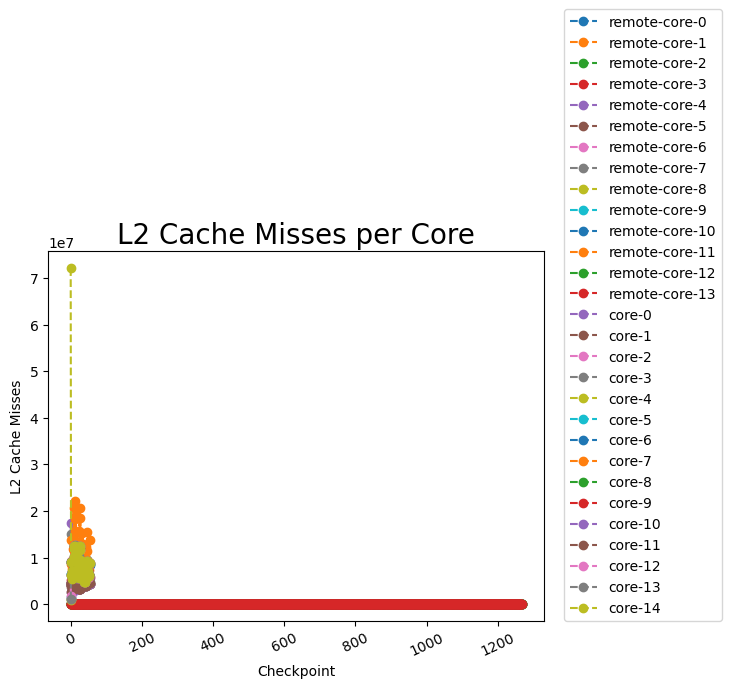 L2 Cache Misses per Core
1e7
7
6
5
4
3
2
1
0
L2 Cache Misses
0
200
400
600
800
1000
1200
Checkpoint
remote-core-0
remote-core-1
remote-core-2
remote-core-3
remote-core-4
remote-core-5
remote-core-6
remote-core-7
remote-core-8
remote-core-9
remote-core-10
remote-core-11
remote-core-12
remote-core-13
core-0
core-1
core-2
core-3
core-4
core-5
core-6
core-7
core-8
core-9
core-10
core-11
core-12
core-13
core-14